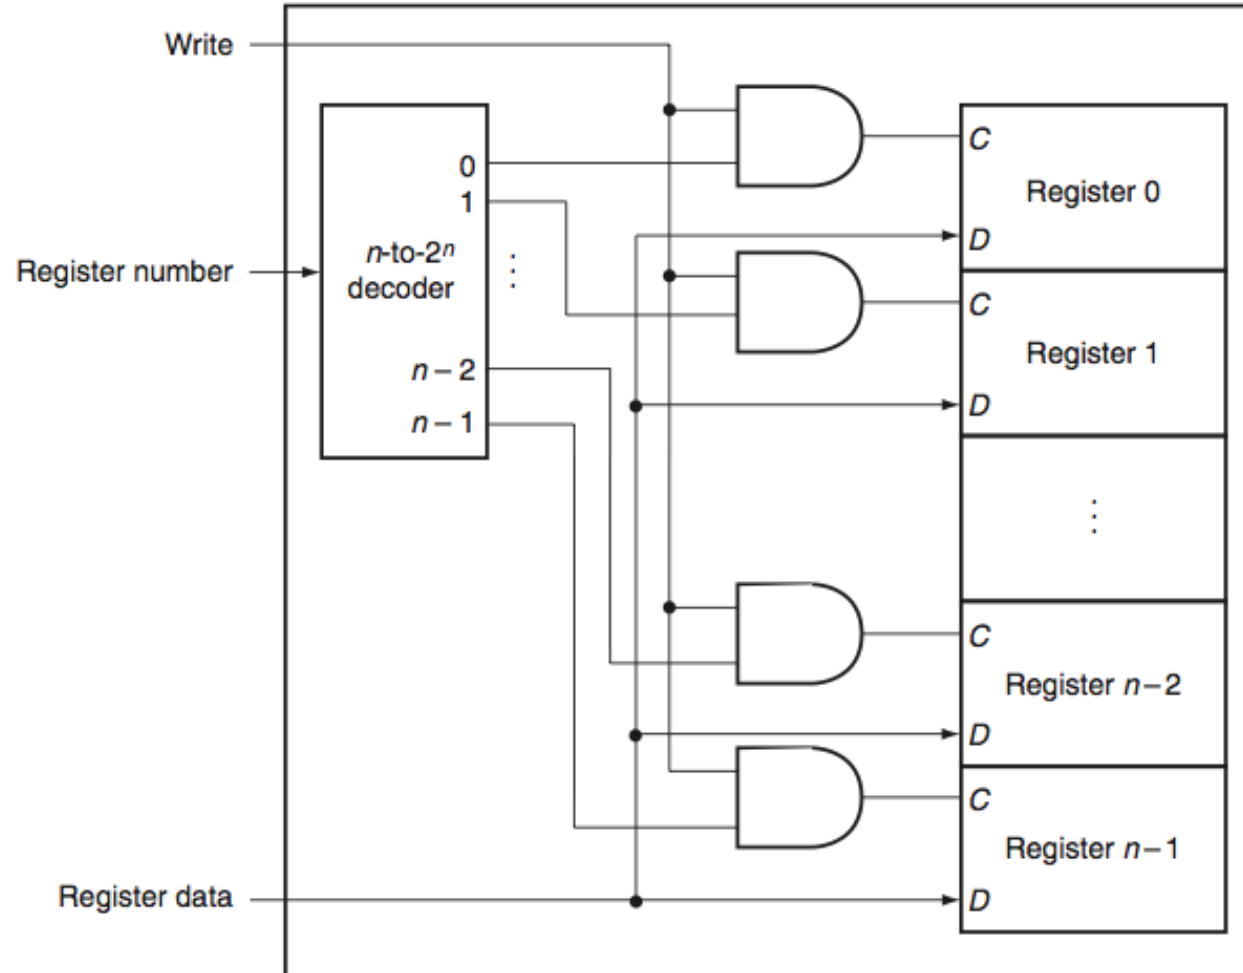 Write
Register number
Register data
0
1
n-to-2ⁿ
decoder
⋮
n – 2
n – 1
C
Register 0
D
C
Register 1
D
⋮
C
Register n – 2
D
C
Register n – 1
D